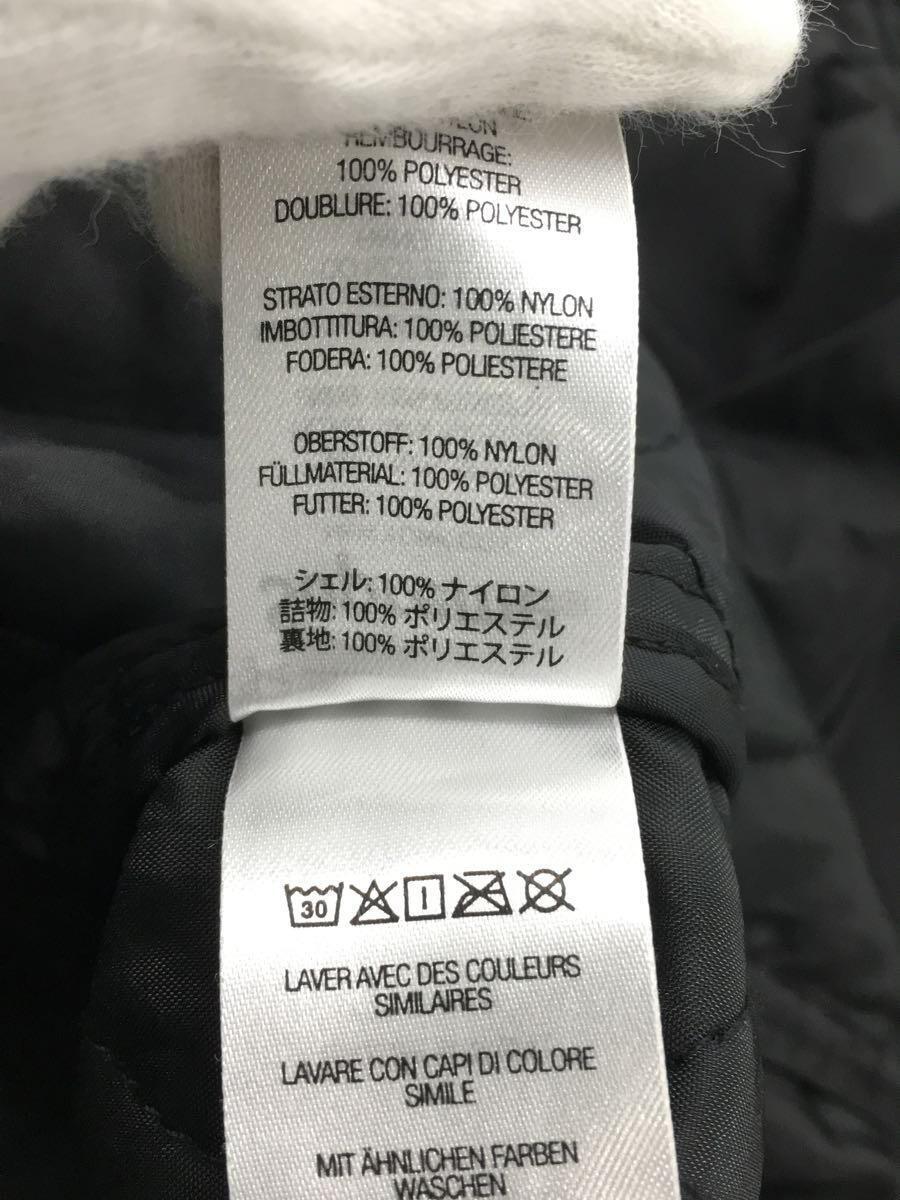 REMBOURRAGE:
100% POLYESTER
DOUBLURE: 100% POLYESTER
STRATO ESTERNO: 100% NYLON
IMBOTTITURA: 100% POLIESTERE
FODERA: 100% POLIESTERE
OBERSTOFF: 100% NYLON
FÜLLMATERIAL: 100% POLYESTER
FUTTER: 100% POLYESTER
シェル: 100% ナイロン
詰物: 100% ポリエステル
裏地: 100% ポリエステル
30
LAVER AVEC DES COULEURS
SIMILAIRES
LAVARE CON CAPI DI COLORE
SIMILE
MIT ÄHNLICHEN FARBEN
WASCHEN